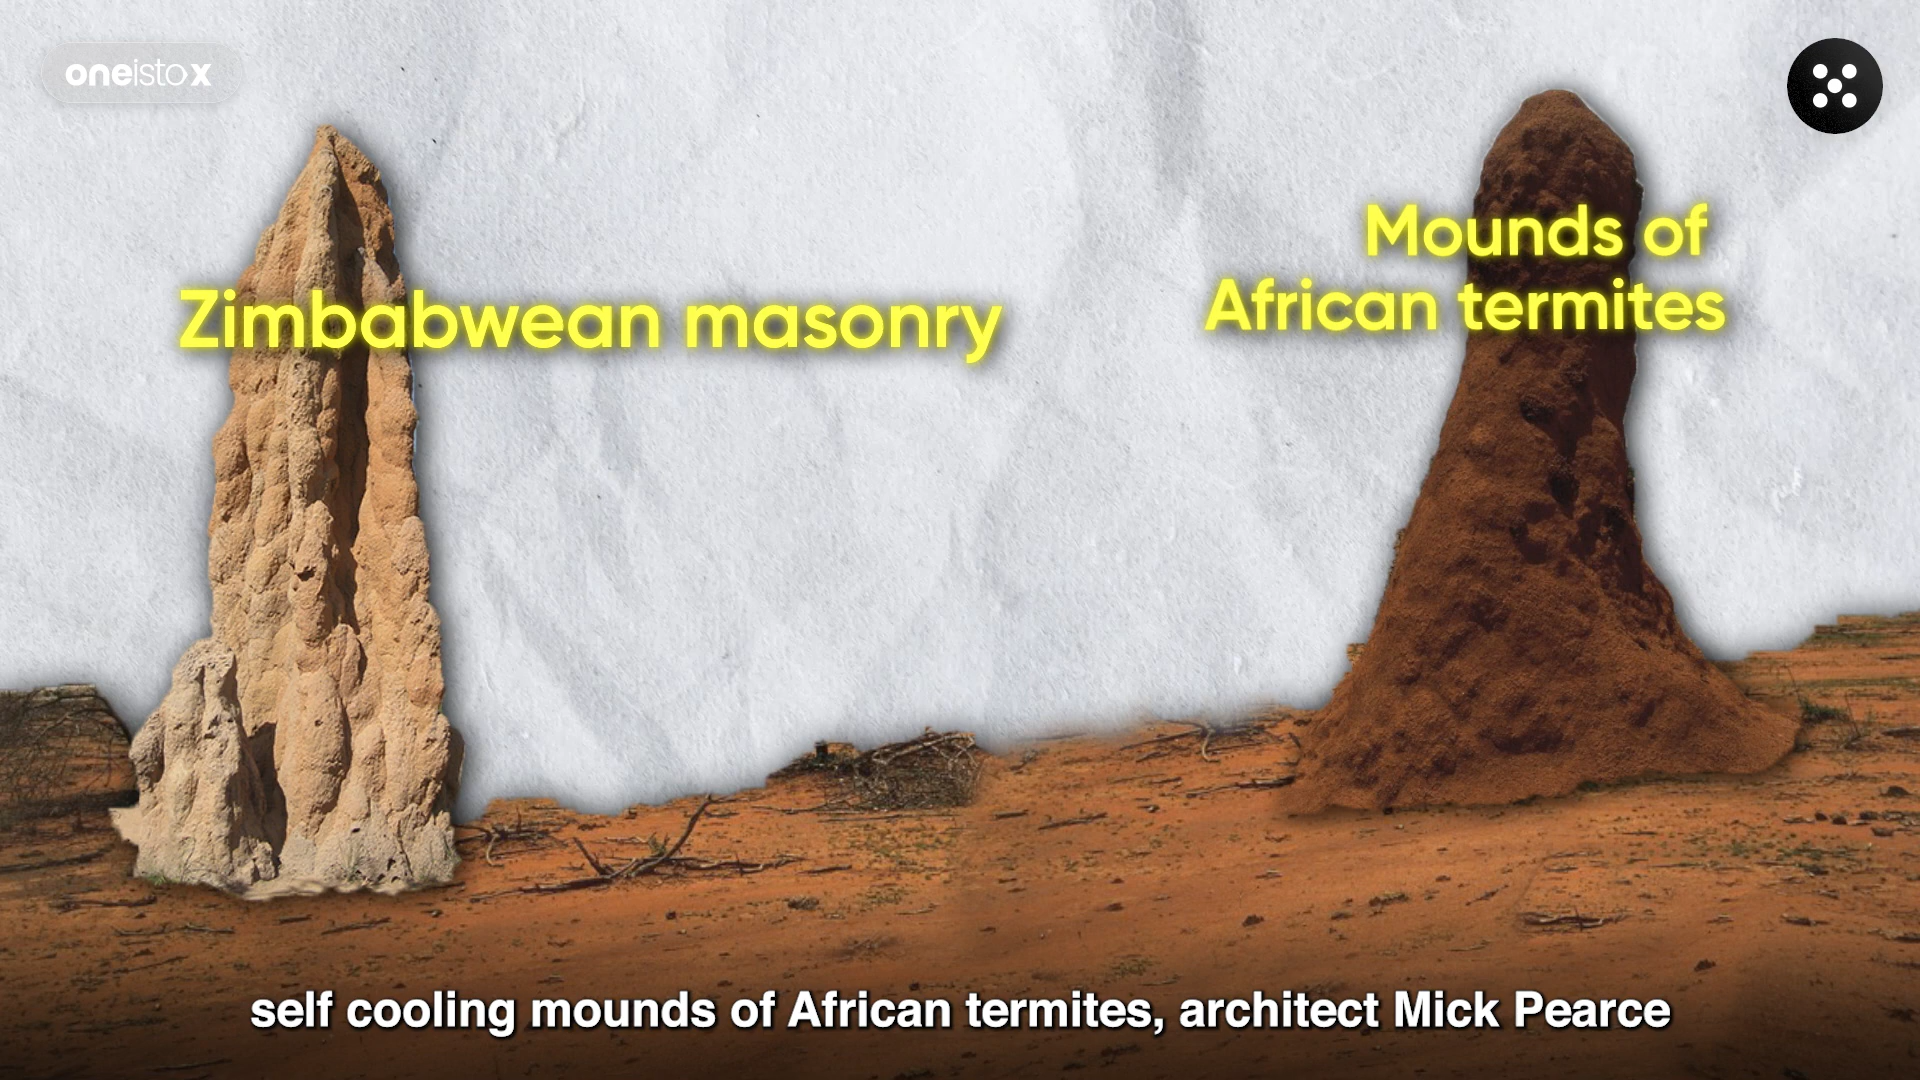 oneistox
Mounds of
African termites
Zimbabwean masonry
self cooling mounds of African termites, architect Mick Pearce